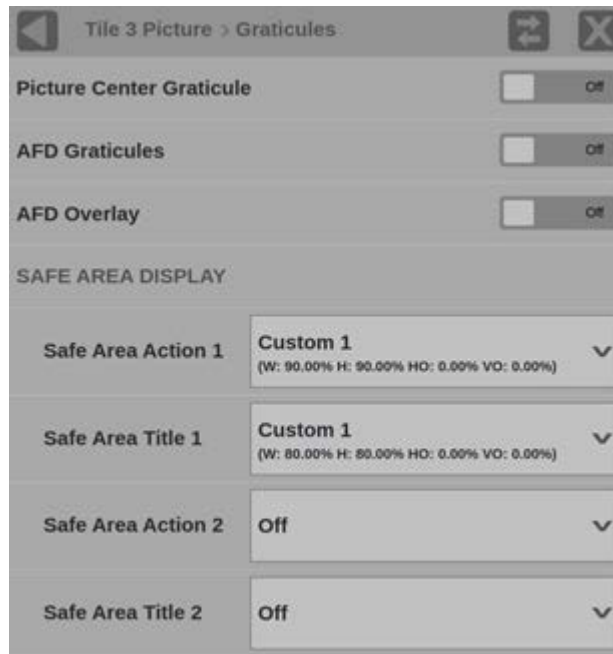 Tile 3 Picture > Graticules
Picture Center Graticule
Off
AFD Graticules
Off
AFD Overlay
Off
SAFE AREA DISPLAY
Safe Area Action 1
Custom 1
(W: 90.00% H: 90.00% HO: 0.00% VO: 0.00%)
Safe Area Title 1
Custom 1
(W: 80.00% H: 80.00% HO: 0.00% VO: 0.00%)
Safe Area Action 2
Off
Safe Area Title 2
Off